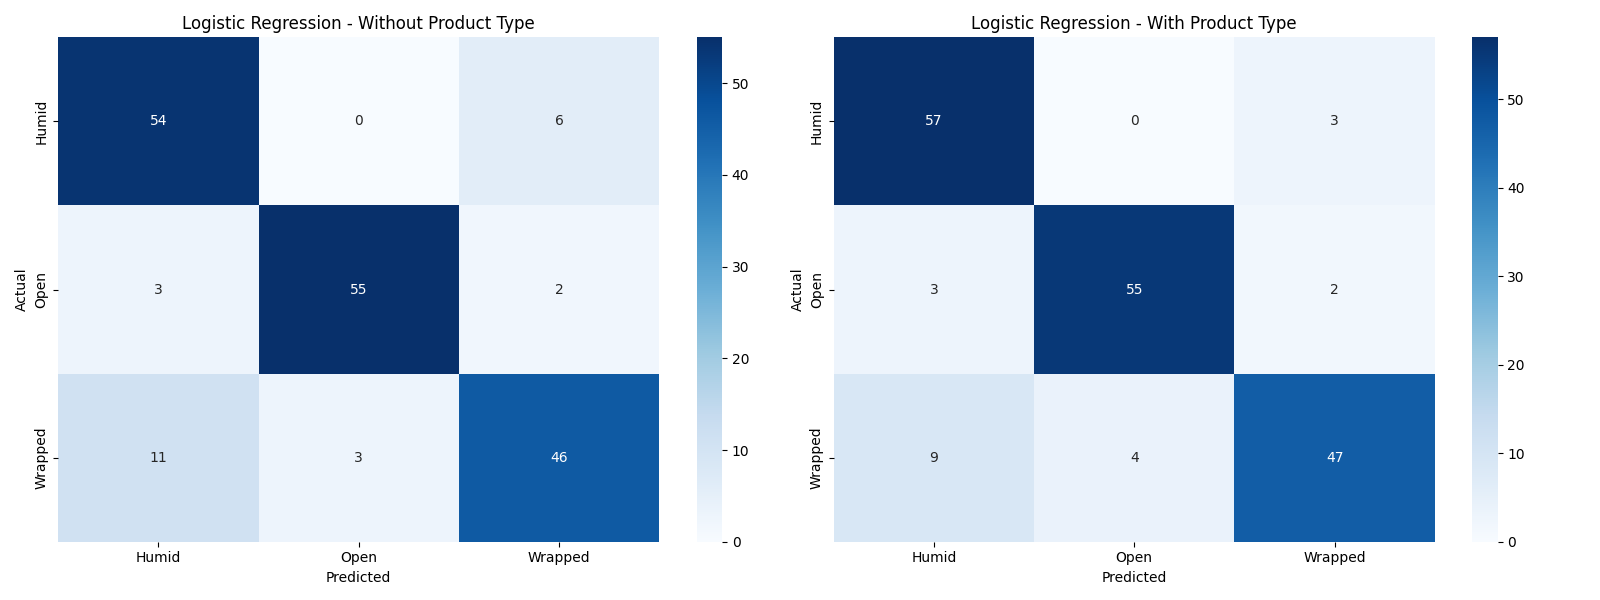 Logistic Regression - Without Product Type
Humid
54
0
6
Actual
Open
3
55
2
Wrapped
11
3
46
Humid
Open
Wrapped
Predicted
50
40
30
20
10
0
Logistic Regression - With Product Type
Humid
57
0
3
Actual
Open
3
55
2
Wrapped
9
4
47
Humid
Open
Wrapped
Predicted
50
40
30
20
10
0